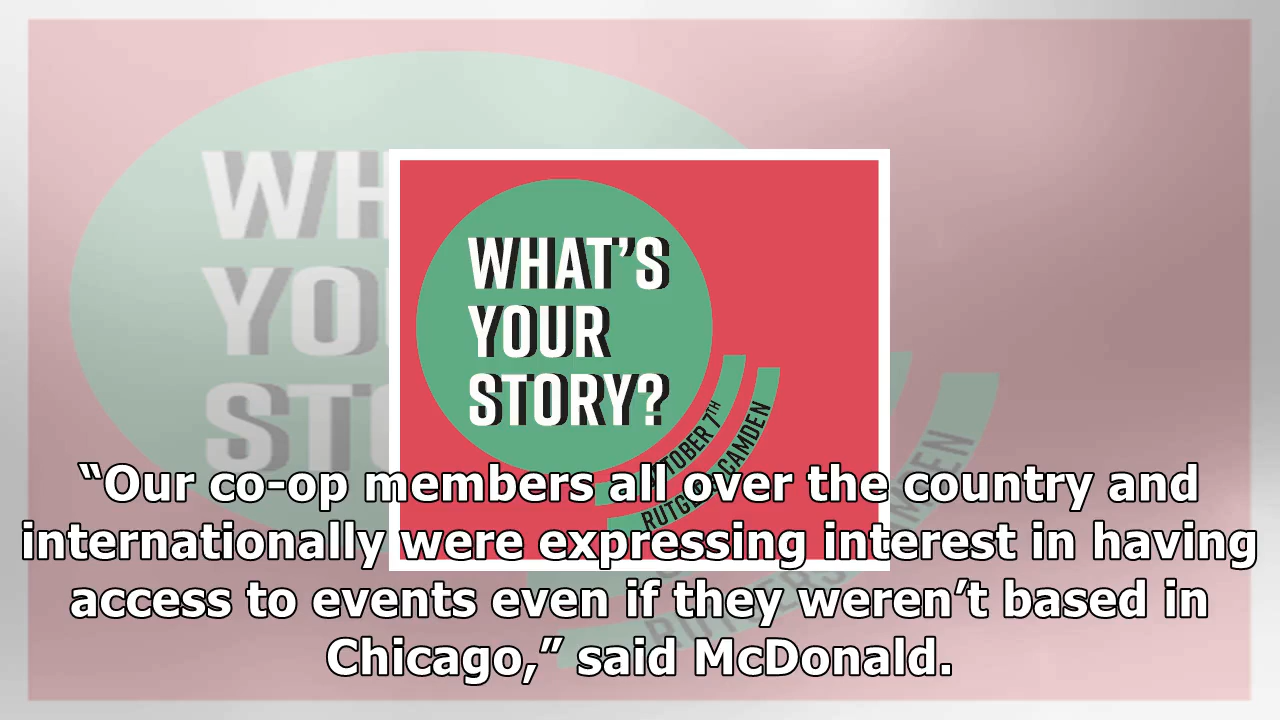 WHAT'S
YOUR
STORY?
OCTOBER 7TH
RUTGERS CAMDEN
“Our co-op members all over the country and
internationally were expressing interest in having
access to events even if they weren’t based in
Chicago,” said McDonald.